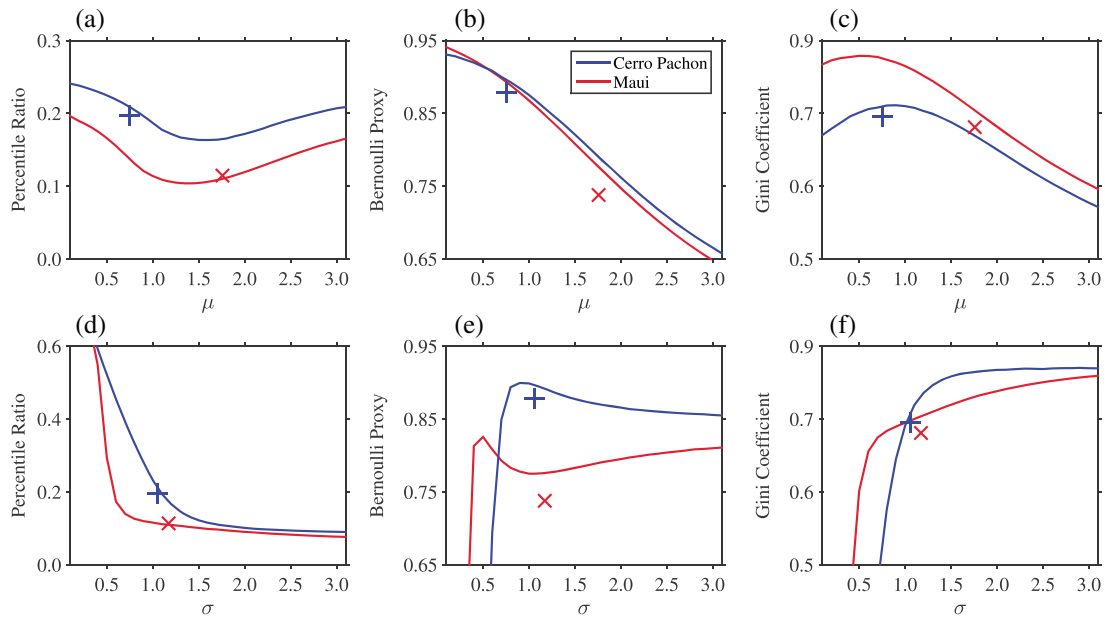 (a)
0.3
0.2
0.1
0.0
Percentile Ratio
0.5 1.0 1.5 2.0 2.5 3.0
μ
(b)
0.95
0.85
0.75
0.65
Bernoulli Proxy
Cerro Pachon
Maui
0.5 1.0 1.5 2.0 2.5 3.0
μ
(c)
0.9
0.7
0.6
0.5
Gini Coefficient
0.5 1.0 1.5 2.0 2.5 3.0
μ
(d)
0.6
0.4
0.2
0.0
Percentile Ratio
0.5 1.0 1.5 2.0 2.5 3.0
σ
(e)
0.95
0.85
0.75
0.65
Bernoulli Proxy
0.5 1.0 1.5 2.0 2.5 3.0
σ
(f)
0.9
0.7
0.6
0.5
Gini Coefficient
0.5 1.0 1.5 2.0 2.5 3.0
σ